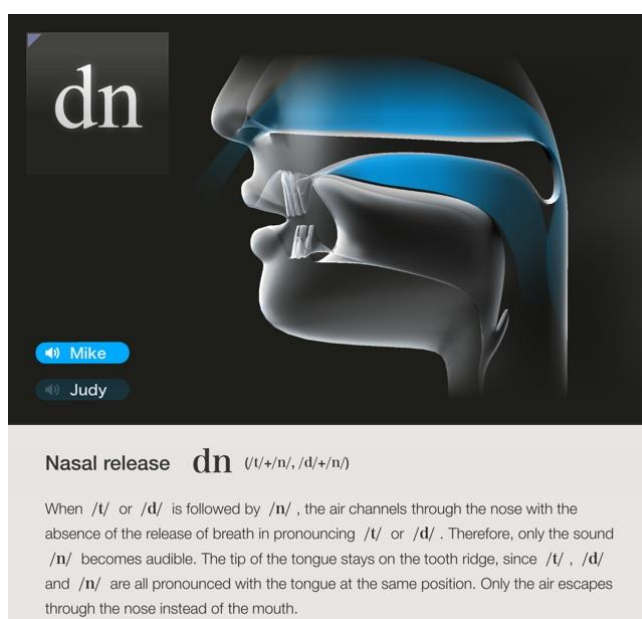 dn
Mike
Judy
Nasal release dn (/t/+/n/, /d/+/n/)
When /t/ or /d/ is followed by /n/ , the air channels through the nose with the
absence of the release of breath in pronouncing /t/ or /d/ . Therefore, only the sound
/n/ becomes audible. The tip of the tongue stays on the tooth ridge, since /t/ , /d/
and /n/ are all pronounced with the tongue at the same position. Only the air escapes
through the nose instead of the mouth.